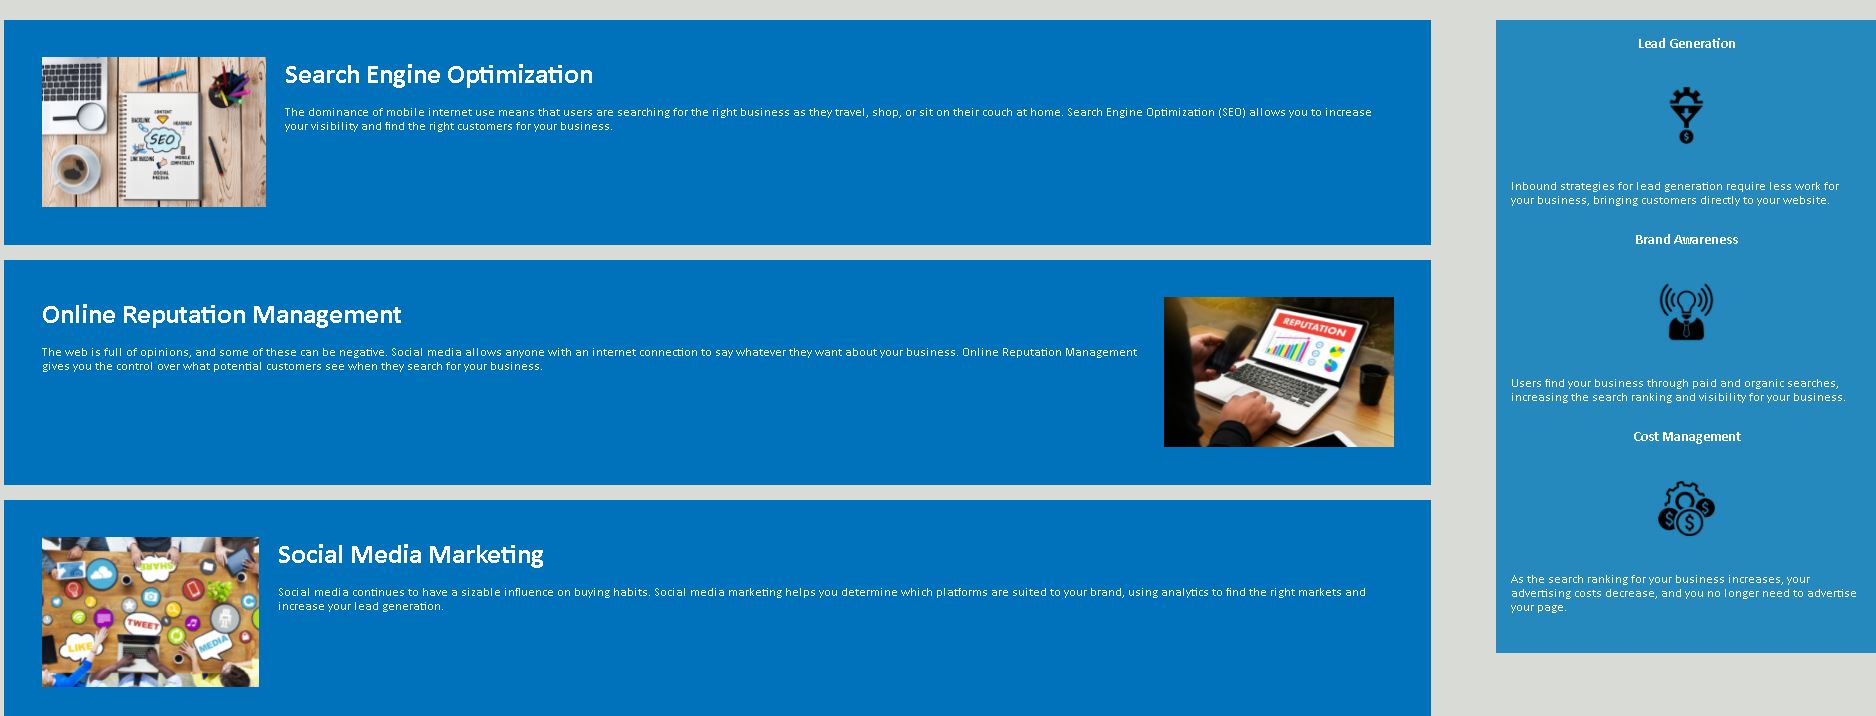 Search Engine Optimization
The dominance of mobile internet use means that users are searching for the right business as they travel, shop, or sit on their couch at home. Search Engine Optimization (SEO) allows you to increase
your visibility and find the right customers for your business.
CONTENT
BACKLINK
HEADINGS
SEO
LINK BUILDING
MOBILE
COMPATIBILITY
SOCIAL
MEDIA
Online Reputation Management
The web is full of opinions, and some of these can be negative. Social media allows anyone with an internet connection to say whatever they want about your business. Online Reputation Management
gives you the control over what potential customers see when they search for your business.
REPUTATION
Social Media Marketing
Social media continues to have a sizable influence on buying habits. Social media marketing helps you determine which platforms are suited to your brand, using analytics to find the right markets and
increase your lead generation.
SHARE
TWEET
LIKE
MEDIA
Lead Generation
$
Inbound strategies for lead generation require less work for
your business, bringing customers directly to your website.
Brand Awareness
Users find your business through paid and organic searches,
increasing the search ranking and visibility for your business.
Cost Management
$ $ $
As the search ranking for your business increases, your
advertising costs decrease, and you no longer need to advertise
your page.